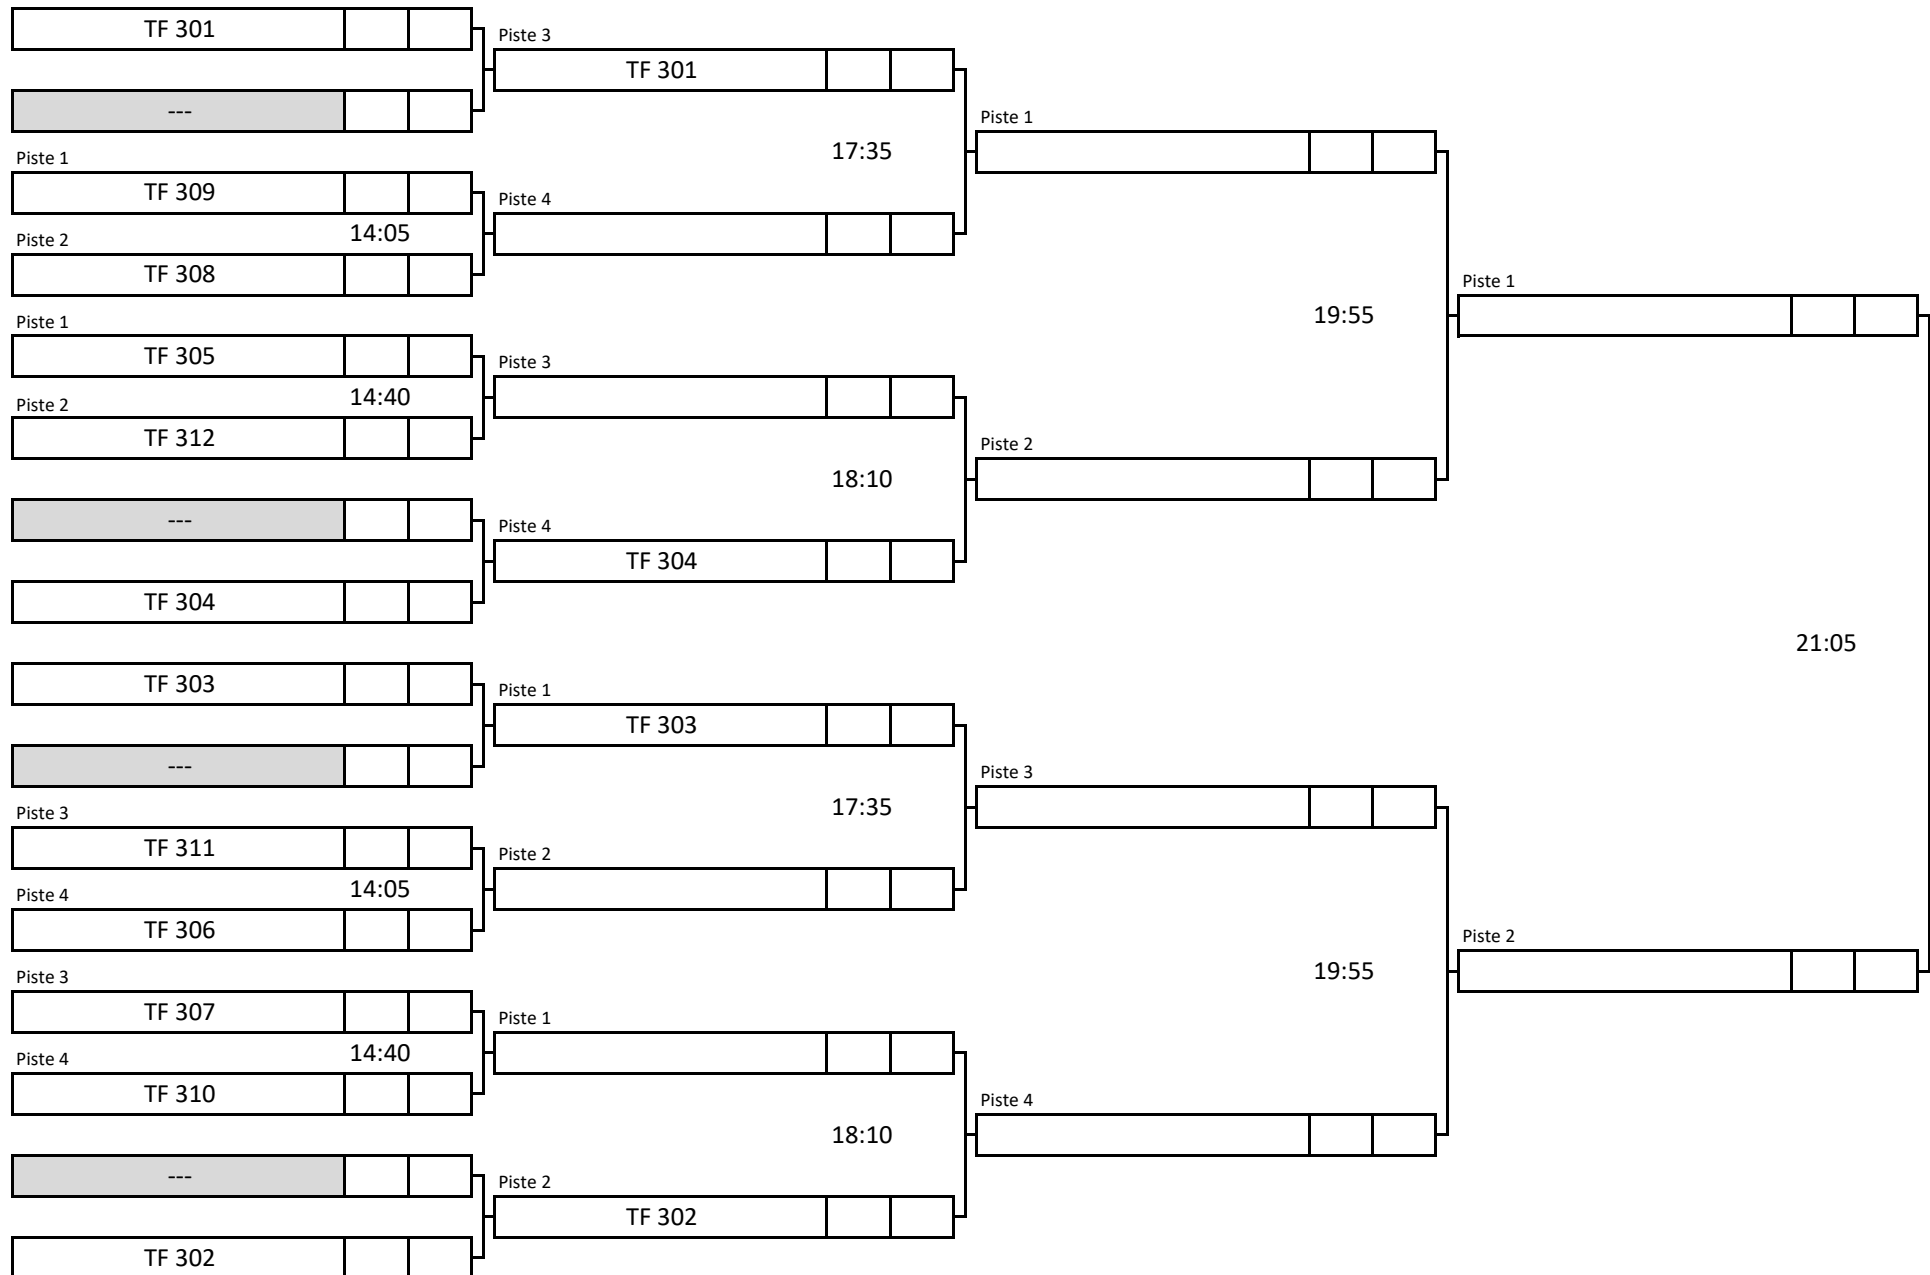 TF 301
Piste 3
TF 301
---
Piste 1
17:35
Piste 1
TF 309
Piste 4
14:05
Piste 2
TF 308
Piste 1
19:55
Piste 1
TF 305
Piste 3
14:40
Piste 2
TF 312
Piste 2
18:10
---
Piste 4
TF 304
TF 304
21:05
TF 303
Piste 1
TF 303
---
Piste 3
17:35
Piste 3
TF 311
Piste 2
14:05
Piste 4
TF 306
Piste 2
19:55
Piste 3
TF 307
Piste 1
14:40
Piste 4
TF 310
Piste 4
18:10
---
Piste 2
TF 302
TF 302